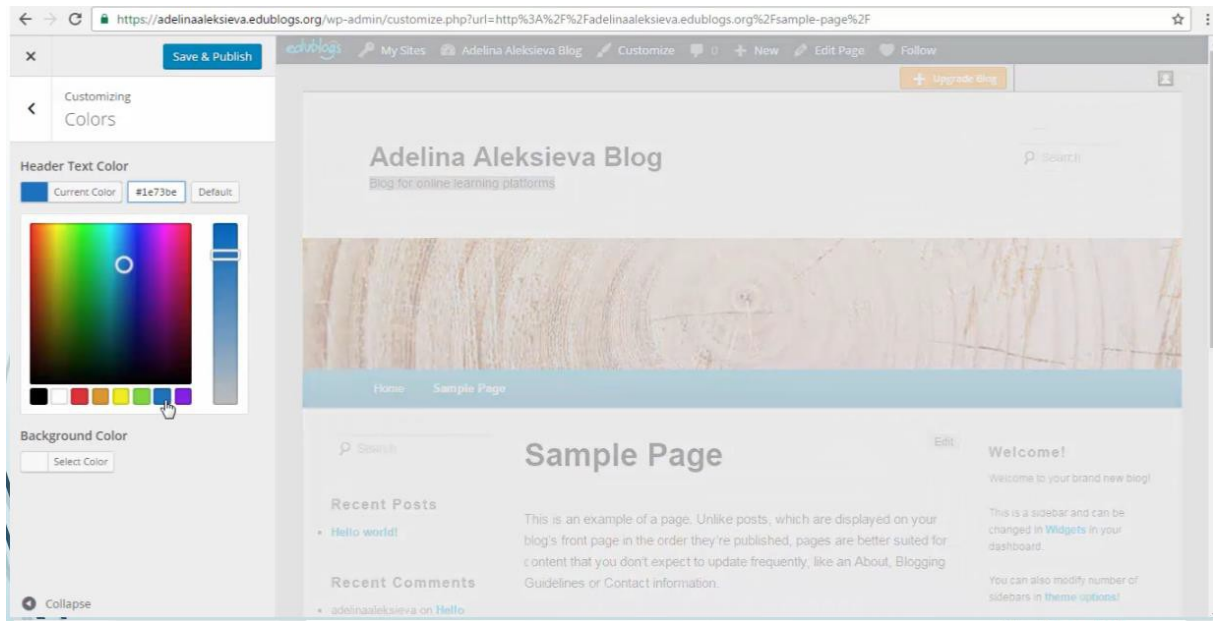 https://adelinaaleksieva.edublogs.org/wp-admin/customize.php?url=http%3A%2F%2Fadelinaaleksieva.edublogs.org%2Fsample-page%2F
Save & Publish
Customizing
Colors
Header Text Color
Current Color #1e73be Default
Background Color
Select Color
Collapse
edublogs My Sites Adelina Aleksieva Blog Customize 0 New Edit Page Follow
Upgrade Blog
Adelina Aleksieva Blog
Blog for online learning platforms
Search
Home Sample Page
Search
Recent Posts
Hello world!
Recent Comments
adelinaaleksieva on Hello
Sample Page
Edit
This is an example of a page. Unlike posts, which are displayed on your
blog's front page in the order they're published, pages are better suited for
content that you don't expect to update frequently, like an About, Blogging
Guidelines or Contact information.
Welcome!
Welcome to your brand new blog!
This is a sidebar and can be
changed in Widgets in your
dashboard.
You can also modify number of
sidebars in theme options!